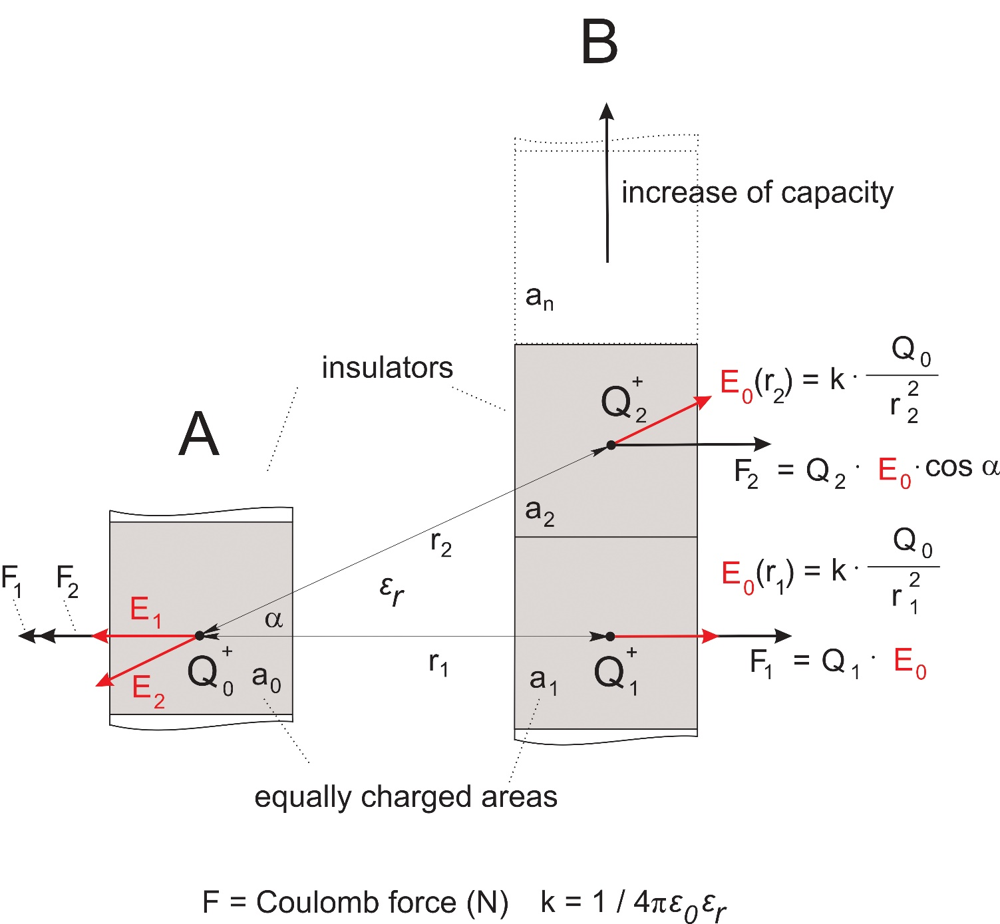 B
increase of capacity
aₙ
insulators
A
Q₂⁺
E₀(r₂) = k · Q₀ / r₂²
F₂ = Q₂ · E₀ · cos α
a₂
r₂
εᵣ
E₀(r₁) = k · Q₀ / r₁²
F₁ F₂
E₁
α
E₂
Q₀⁺ a₀
r₁
Q₁⁺
a₁
F₁ = Q₁ · E₀
equally charged areas
F = Coulomb force (N) k = 1 / 4πε₀εᵣ